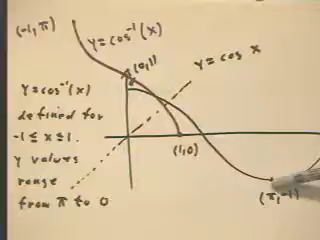 (-1, π)
y = cos⁻¹(x)
(0, 1)
y = cos x
y = cos⁻¹(x)
defined for
-1 ≤ x ≤ 1.
y values
range
from π to 0
(1, 0)
(π, -1)